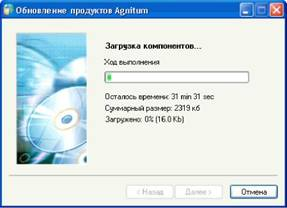 Обновление продуктов Agnitum
Загрузка компонентов...
Ход выполнения
Осталось времени: 31 min 31 sec
Суммарный размер: 2319 кб
Загружено: 0% (16.0 Kb)
< Назад
Далее >
Отмена